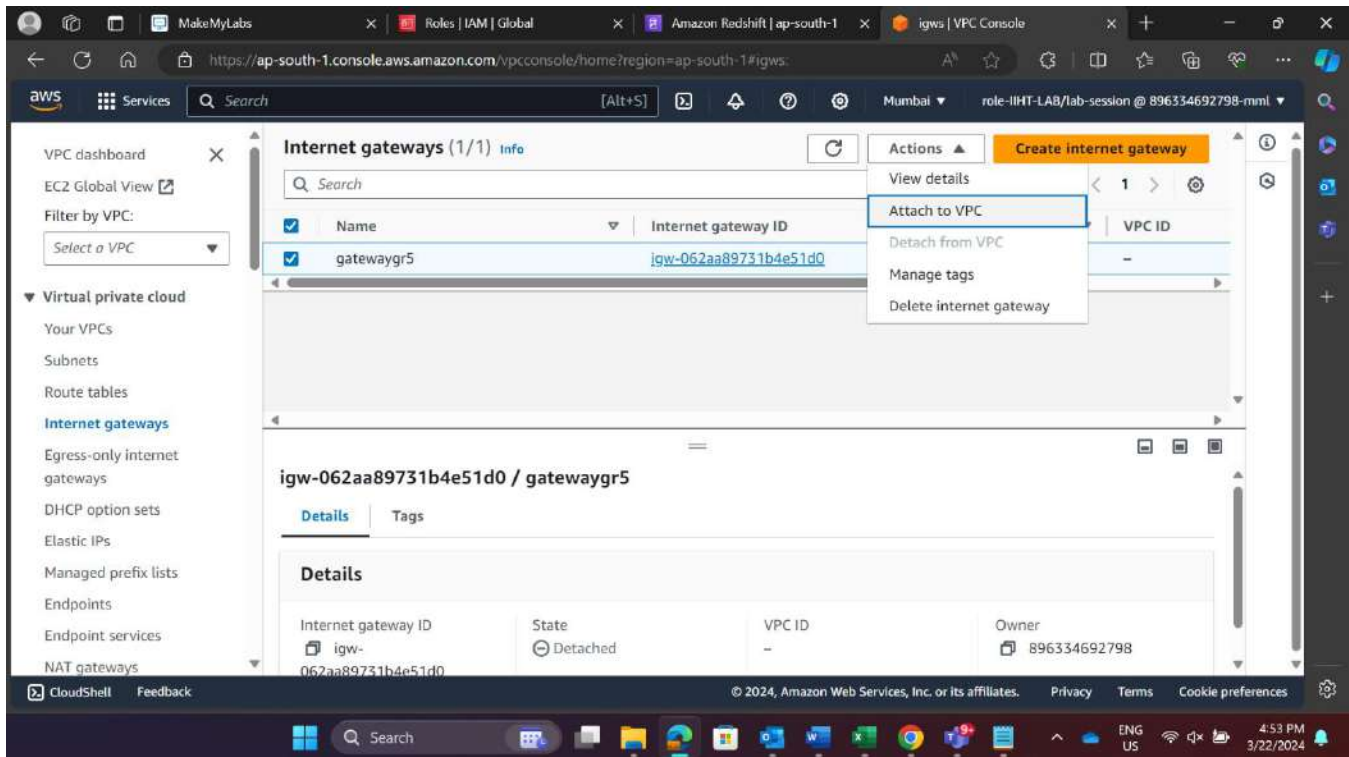 MakeMyLabs
Roles | IAM | Global
Amazon Redshift | ap-south-1
igws | VPC Console
https://ap-south-1.console.aws.amazon.com/vpcconsole/home?region=ap-south-1#igws:
aws
Services
Search
[Alt+S]
Mumbai
role-IIHT-LAB/lab-session @ 896334692798-mml
VPC dashboard
EC2 Global View
Filter by VPC:
Select a VPC
Virtual private cloud
Your VPCs
Subnets
Route tables
Internet gateways
Egress-only internet
gateways
DHCP option sets
Elastic IPs
Managed prefix lists
Endpoints
Endpoint services
NAT gateways
Internet gateways (1/1) Info
Actions
Create internet gateway
Search
1
View details
Attach to VPC
Detach from VPC
Manage tags
Delete internet gateway
Name
Internet gateway ID
VPC ID
gatewaygr5
igw-062aa89731b4e51d0
–
igw-062aa89731b4e51d0 / gatewaygr5
Details
Tags
Details
Internet gateway ID
State
VPC ID
Owner
igw-
062aa89731b4e51d0
Detached
–
896334692798
CloudShell
Feedback
© 2024, Amazon Web Services, Inc. or its affiliates.
Privacy
Terms
Cookie preferences
Search
9+
ENG
US
4:53 PM
3/22/2024